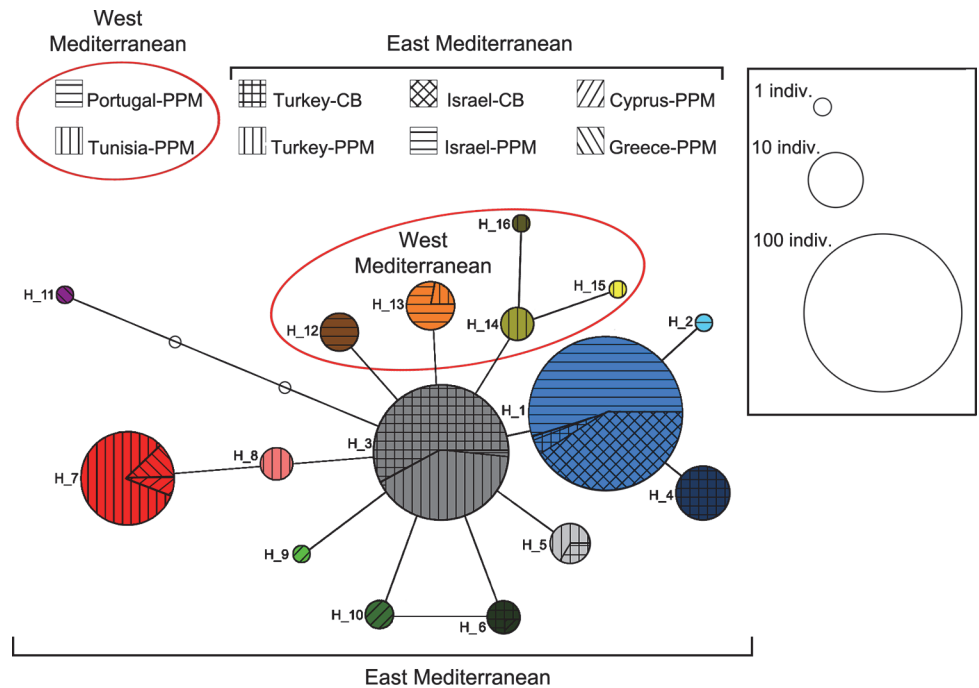 West
Mediterranean
East Mediterranean
Portugal-PPM
Turkey-CB
Israel-CB
Cyprus-PPM
Tunisia-PPM
Turkey-PPM
Israel-PPM
Greece-PPM
1 indiv.
10 indiv.
100 indiv.
H_16
West
Mediterranean
H_11
H_15
H_13
H_12
H_14
H_2
H_1
H_3
H_8
H_7
H_4
H_5
H_9
H_10
H_6
East Mediterranean